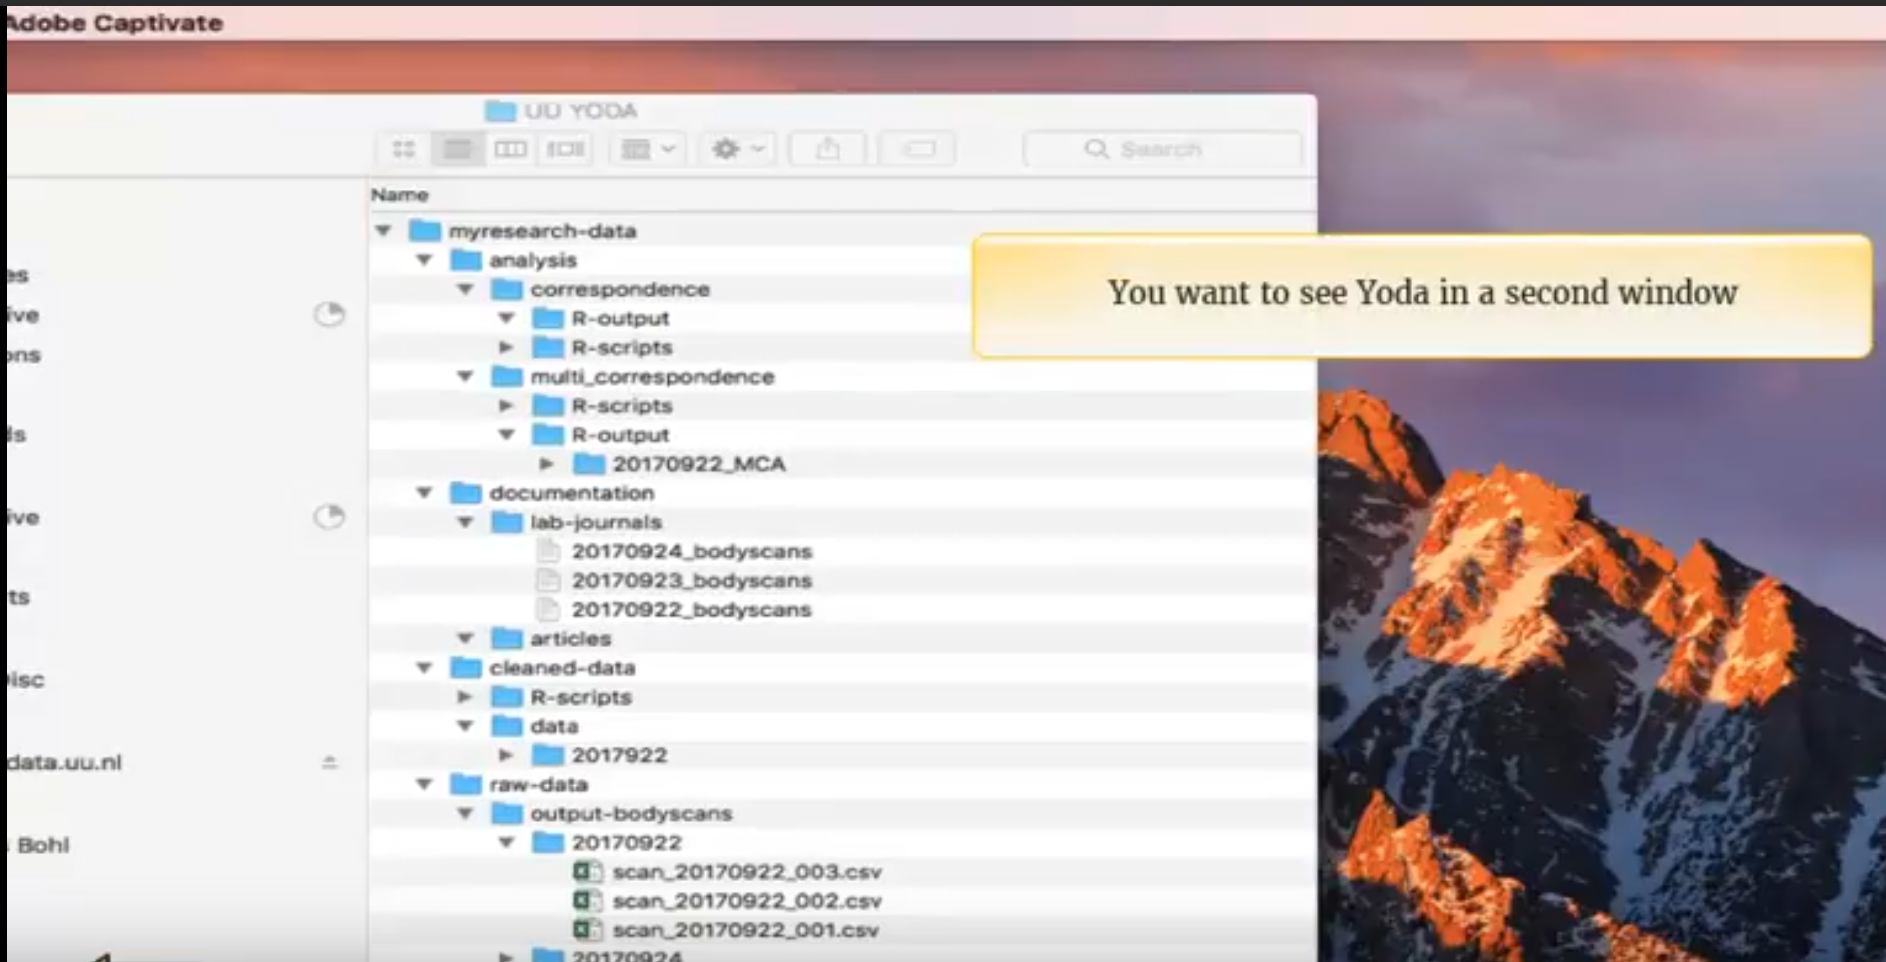 Adobe Captivate
UU YODA
Search
Name
myresearch-data
analysis
correspondence
R-output
R-scripts
multi_correspondence
R-scripts
R-output
20170922_MCA
documentation
lab-journals
20170924_bodyscans
20170923_bodyscans
20170922_bodyscans
articles
cleaned-data
R-scripts
data
2017922
raw-data
output-bodyscans
20170922
scan_20170922_003.csv
scan_20170922_002.csv
scan_20170922_001.csv
20170924
es
ive
ons
ds
ive
ts
Disc
data.uu.nl
Bohl
You want to see Yoda in a second window